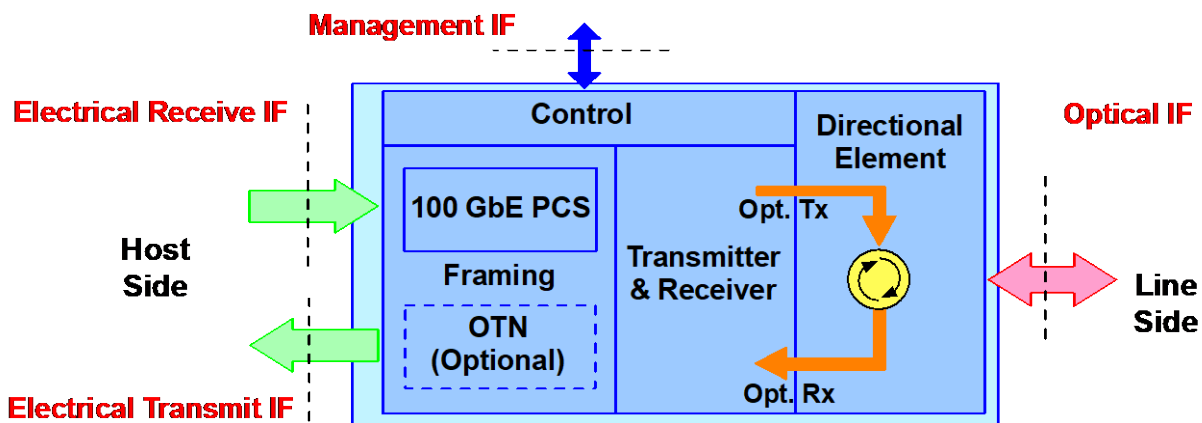 Management IF
Electrical Receive IF
Control
Directional
Element
Optical IF
100 GbE PCS
Opt. Tx
Host
Side
Framing
Transmitter
& Receiver
Line
Side
OTN
(Optional)
Opt. Rx
Electrical Transmit IF